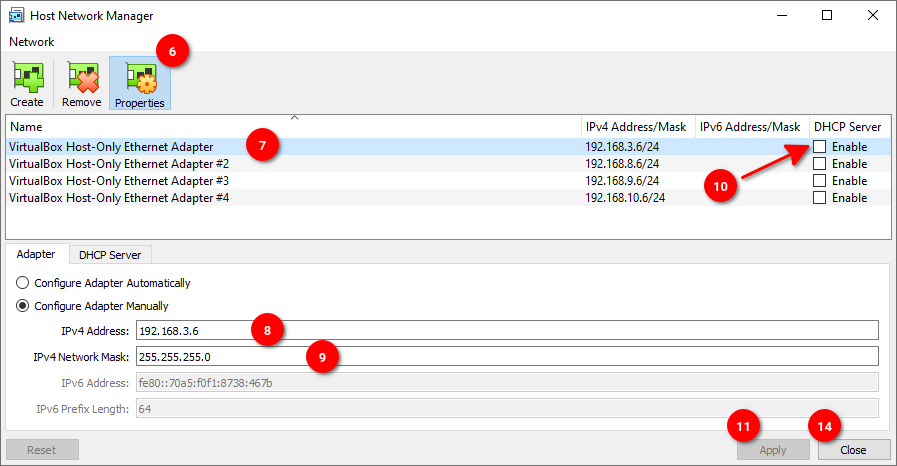 Host Network Manager
Network
6
Create Remove Properties
Name IPv4 Address/Mask IPv6 Address/Mask DHCP Server
VirtualBox Host-Only Ethernet Adapter 7 192.168.3.6/24 Enable
VirtualBox Host-Only Ethernet Adapter #2 192.168.8.6/24 Enable
VirtualBox Host-Only Ethernet Adapter #3 192.168.9.6/24 10 Enable
VirtualBox Host-Only Ethernet Adapter #4 192.168.10.6/24 Enable
Adapter DHCP Server
Configure Adapter Automatically
Configure Adapter Manually
IPv4 Address: 192.168.3.6 8
IPv4 Network Mask: 255.255.255.0 9
IPv6 Address: fe80::70a5:f0f1:8738:467b
IPv6 Prefix Length: 64
11 14
Reset Apply Close